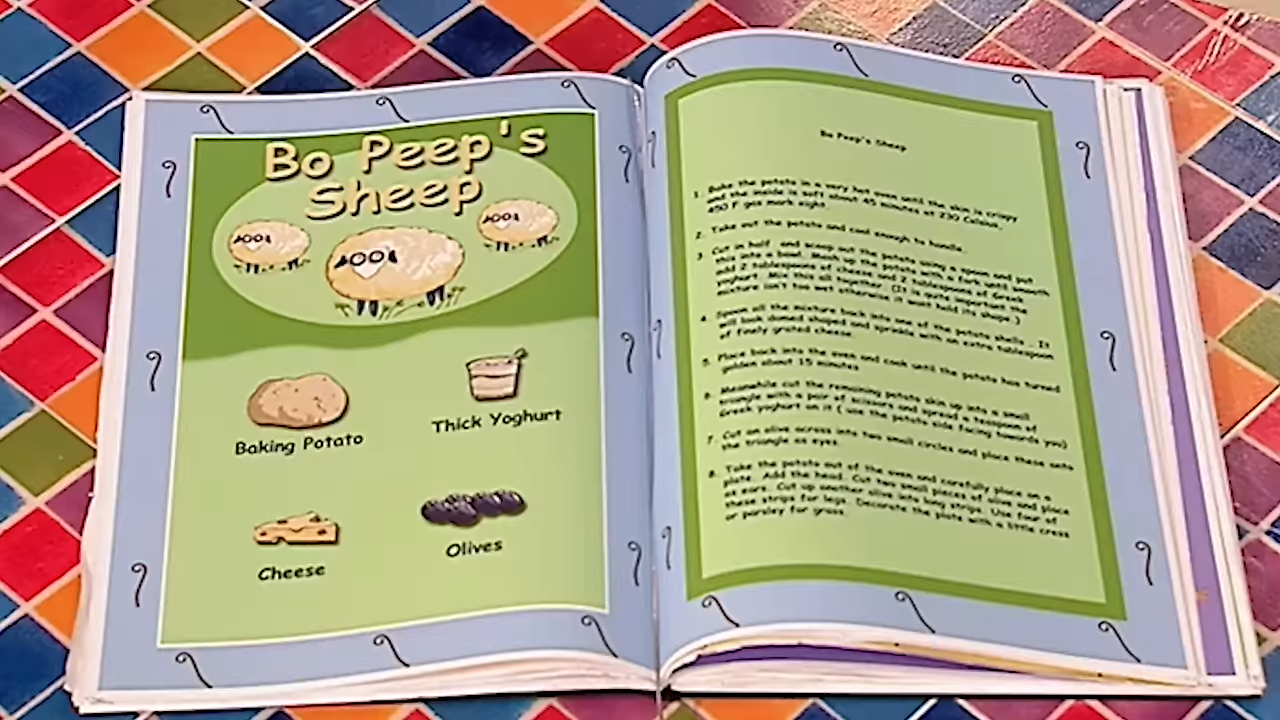 Bo Peep's
Sheep
Baking Potato
Thick Yoghurt
Cheese
Olives
Bo Peep's Sheep
1. Bake the potato in a very hot oven until the skin is crispy
and the inside is soft about 45 minutes at 230 Celsius,
450 F gas mark eight
2. Take out the potato and cool enough to handle.
3 Cut in half and scoop out the potato using a spoon and put
this into a bowl. Mash up the potato with a fork until smooth
add 2 tablespoons of cheese and 2 tablespoons of Greek
yoghurt. Mix this all together. (It is quite important the
mixture isn't too wet otherwise it wont hold its shape.)
4. Spoon all the mixture back into one of the potato shells . It
will look domed shaped and sprinkle with an extra tablespoon
of finely grated cheese.
5. Place back into the oven and cook until the potato has turned
golden about 15 minutes
6. Meanwhile cut the remaining potato skin up into a small
triangle with a pair of scissors and spread a teaspoon of
Greek yoghurt on it ( use the potato side facing towards you)
7. Cut an olive across into two small circles and place these onto
the triangle as eyes.
8. Take the potato out of the oven and carefully place on a
plate. Add the head. Cut two small pieces of olive and place
as ears. Cut up another olive into long strips. Use four of
these strips for legs. Decorate the plate with a little cress
or parsley for grass.